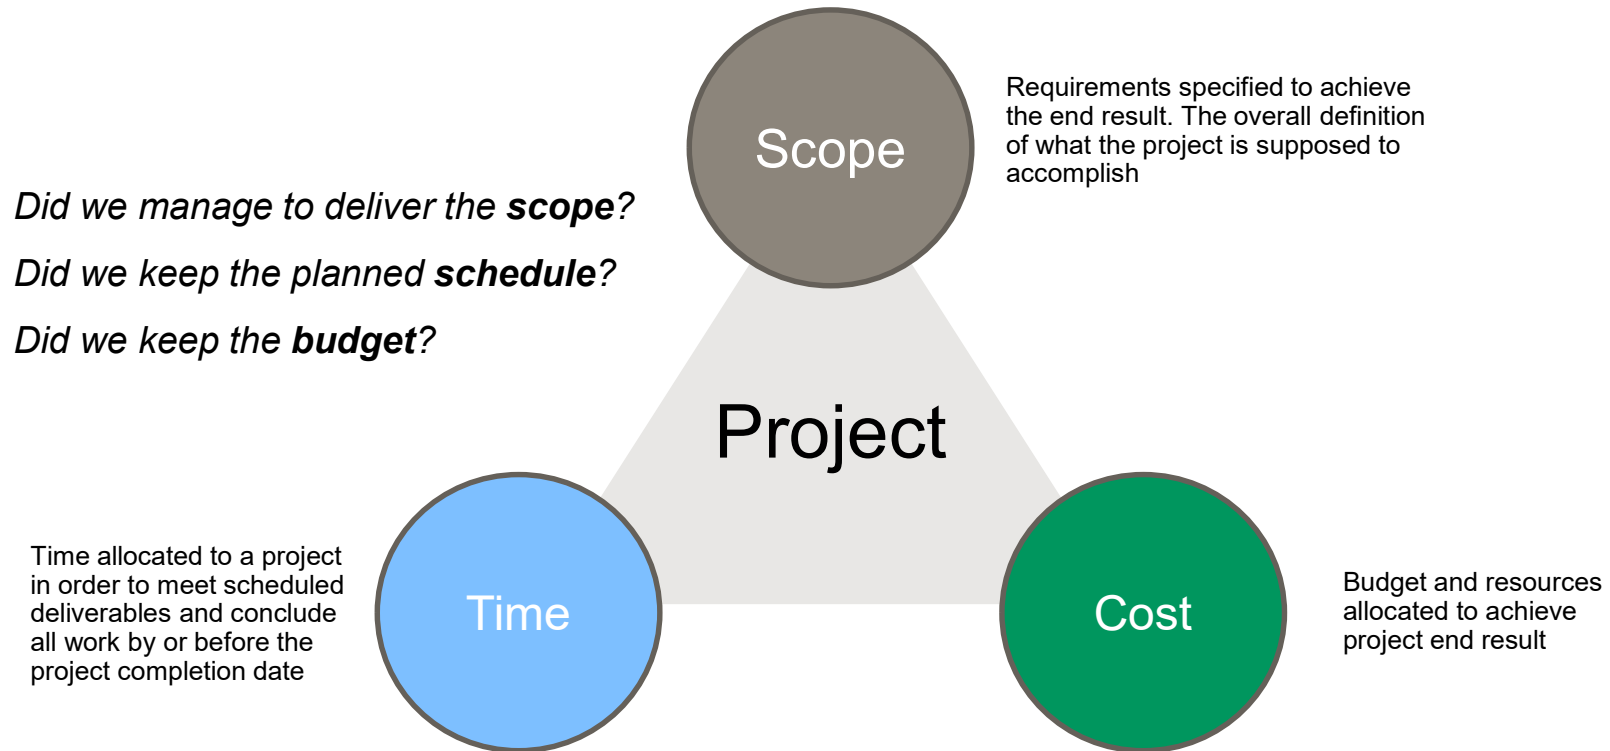 Scope
Requirements specified to achieve
the end result. The overall definition
of what the project is supposed to
accomplish
Did we manage to deliver the scope?
Did we keep the planned schedule?
Did we keep the budget?
Project
Time allocated to a project
in order to meet scheduled
deliverables and conclude
all work by or before the
project completion date
Time
Cost
Budget and resources
allocated to achieve
project end result